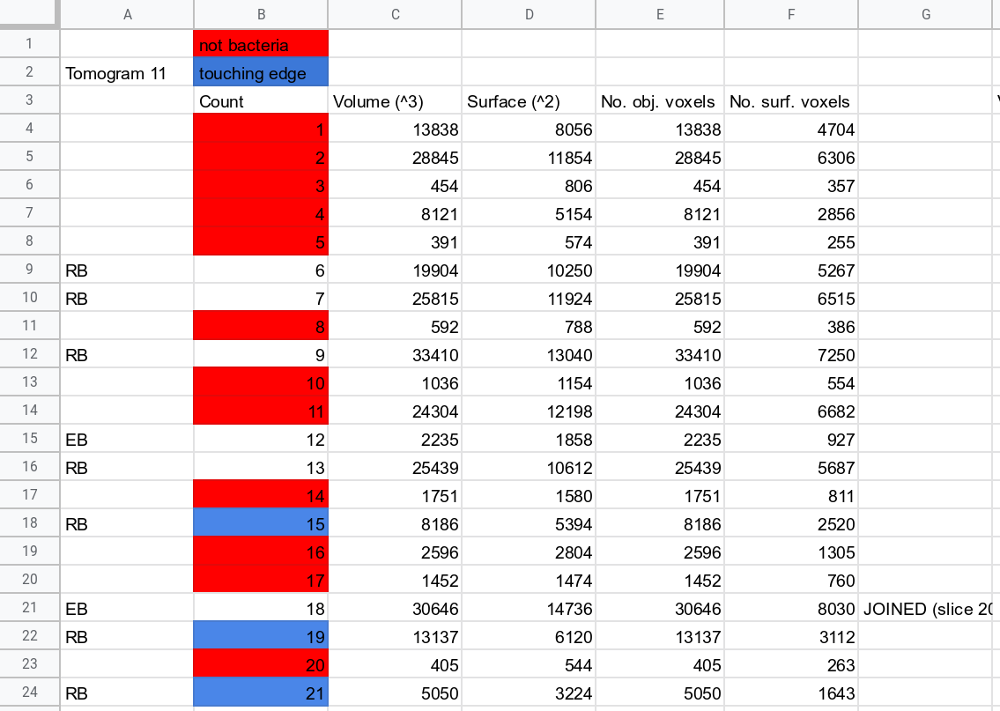 A B C D E F G
1 not bacteria
2 Tomogram 11 touching edge
3 Count Volume (^3) Surface (^2) No. obj. voxels No. surf. voxels
4 1 13838 8056 13838 4704
5 2 28845 11854 28845 6306
6 3 454 806 454 357
7 4 8121 5154 8121 2856
8 5 391 574 391 255
9 RB 6 19904 10250 19904 5267
10 RB 7 25815 11924 25815 6515
11 8 592 788 592 386
12 RB 9 33410 13040 33410 7250
13 10 1036 1154 1036 554
14 11 24304 12198 24304 6682
15 EB 12 2235 1858 2235 927
16 RB 13 25439 10612 25439 5687
17 14 1751 1580 1751 811
18 RB 15 8186 5394 8186 2520
19 16 2596 2804 2596 1305
20 17 1452 1474 1452 760
21 EB 18 30646 14736 30646 8030 JOINED (slice
22 RB 19 13137 6120 13137 3112
23 20 405 544 405 263
24 RB 21 5050 3224 5050 1643